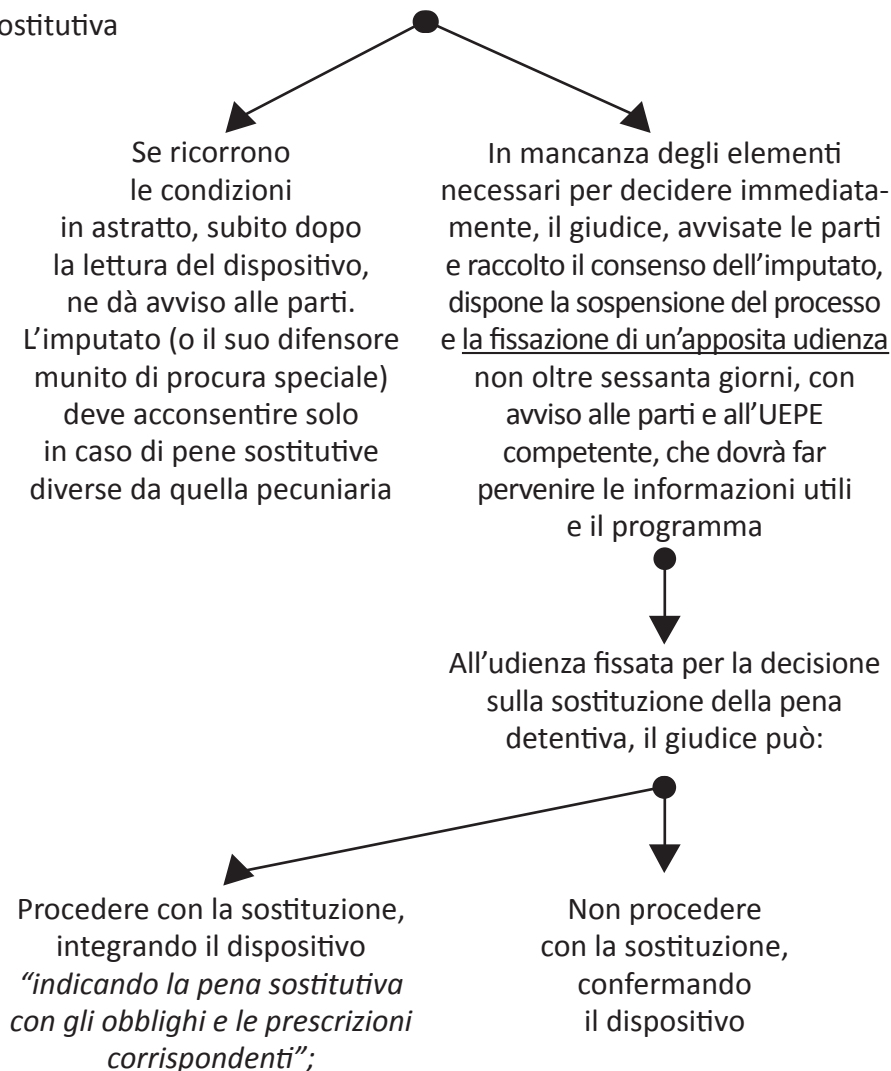 ostitutiva
Se ricorrono
le condizioni
in astratto, subito dopo
la lettura del dispositivo,
ne dà avviso alle parti.
L’imputato (o il suo difensore
munito di procura speciale)
deve acconsentire solo
in caso di pene sostitutive
diverse da quella pecuniaria
In mancanza degli elementi
necessari per decidere immediata-
mente, il giudice, avvisate le parti
e raccolto il consenso dell’imputato,
dispone la sospensione del processo
e la fissazione di un’apposita udienza
non oltre sessanta giorni, con
avviso alle parti e all’UEPE
competente, che dovrà far
pervenire le informazioni utili
e il programma
All’udienza fissata per la decisione
sulla sostituzione della pena
detentiva, il giudice può:
Procedere con la sostituzione,
integrando il dispositivo
“indicando la pena sostitutiva
con gli obblighi e le prescrizioni
corrispondenti”;
Non procedere
con la sostituzione,
confermando
il dispositivo